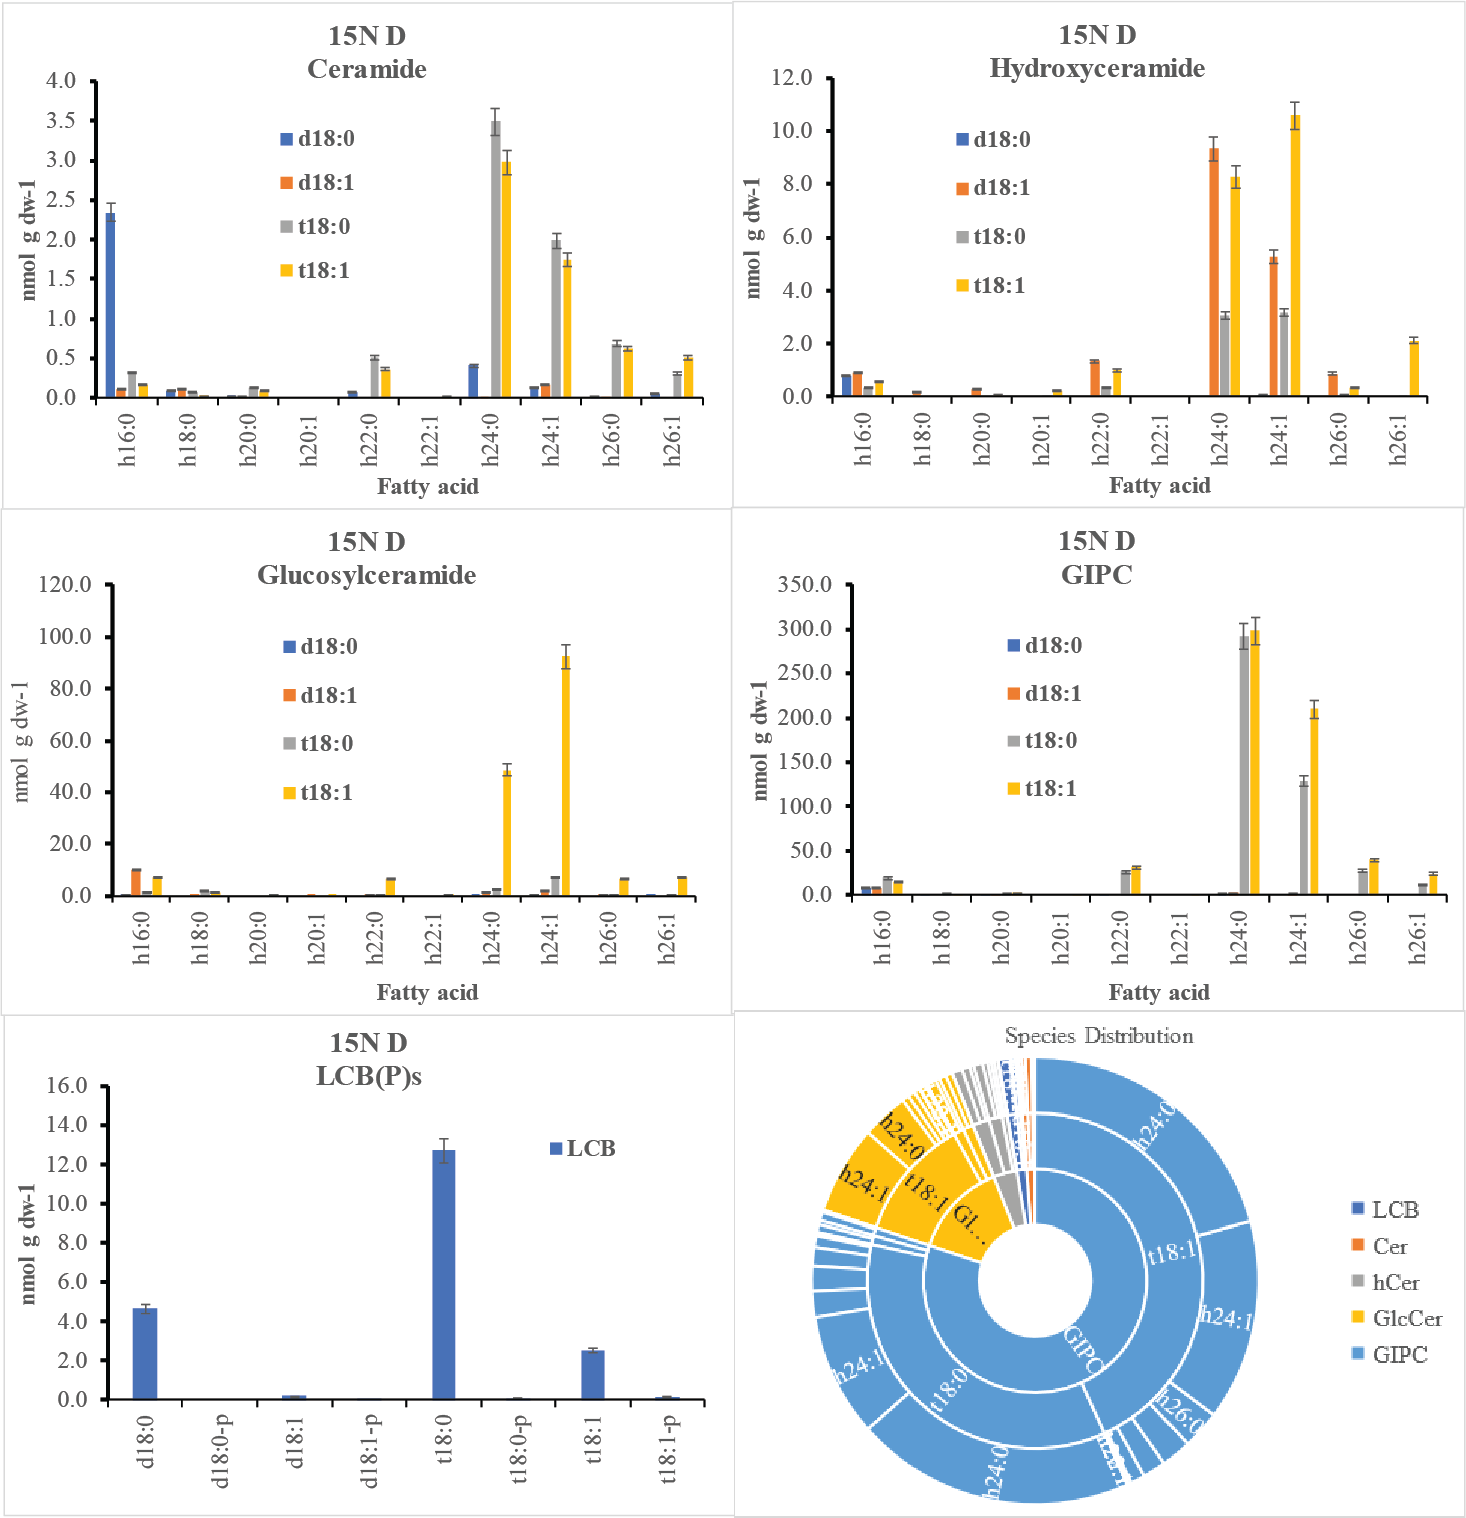 15N D
Ceramide
4.0
3.5
3.0
2.5
2.0
1.5
1.0
0.5
0.0
nmol g dw-1
d18:0
d18:1
t18:0
t18:1
h16:0
h18:0
h20:0
h20:1
h22:0
h22:1
h24:0
h24:1
h26:0
h26:1
Fatty acid
15N D
Hydroxyceramide
12.0
10.0
8.0
6.0
4.0
2.0
0.0
nmol g dw-1
d18:0
d18:1
t18:0
t18:1
h16:0
h18:0
h20:0
h20:1
h22:0
h22:1
h24:0
h24:1
h26:0
h26:1
Fatty acid
15N D
Glucosylceramide
120.0
100.0
80.0
60.0
40.0
20.0
0.0
nmol g dw-1
d18:0
d18:1
t18:0
t18:1
h16:0
h18:0
h20:0
h20:1
h22:0
h22:1
h24:0
h24:1
h26:0
h26:1
Fatty acid
15N D
GIPC
350.0
300.0
250.0
200.0
150.0
100.0
50.0
0.0
nmol g dw-1
d18:0
d18:1
t18:0
t18:1
h16:0
h18:0
h20:0
h20:1
h22:0
h22:1
h24:0
h24:1
h26:0
h26:1
Fatty acid
15N D
LCB(P)s
16.0
14.0
12.0
10.0
8.0
6.0
4.0
2.0
0.0
nmol g dw-1
LCB
d18:0
d18:0-p
d18:1
d18:1-p
t18:0
t18:0-p
t18:1
t18:1-p
Species Distribution
h24:0
t18:1
h24:1
GIPC
h26:0
h24:0
t18:0
h24:1
h24:1
h24:0
t18:1
Gl...
LCB
Cer
hCer
GlcCer
GIPC